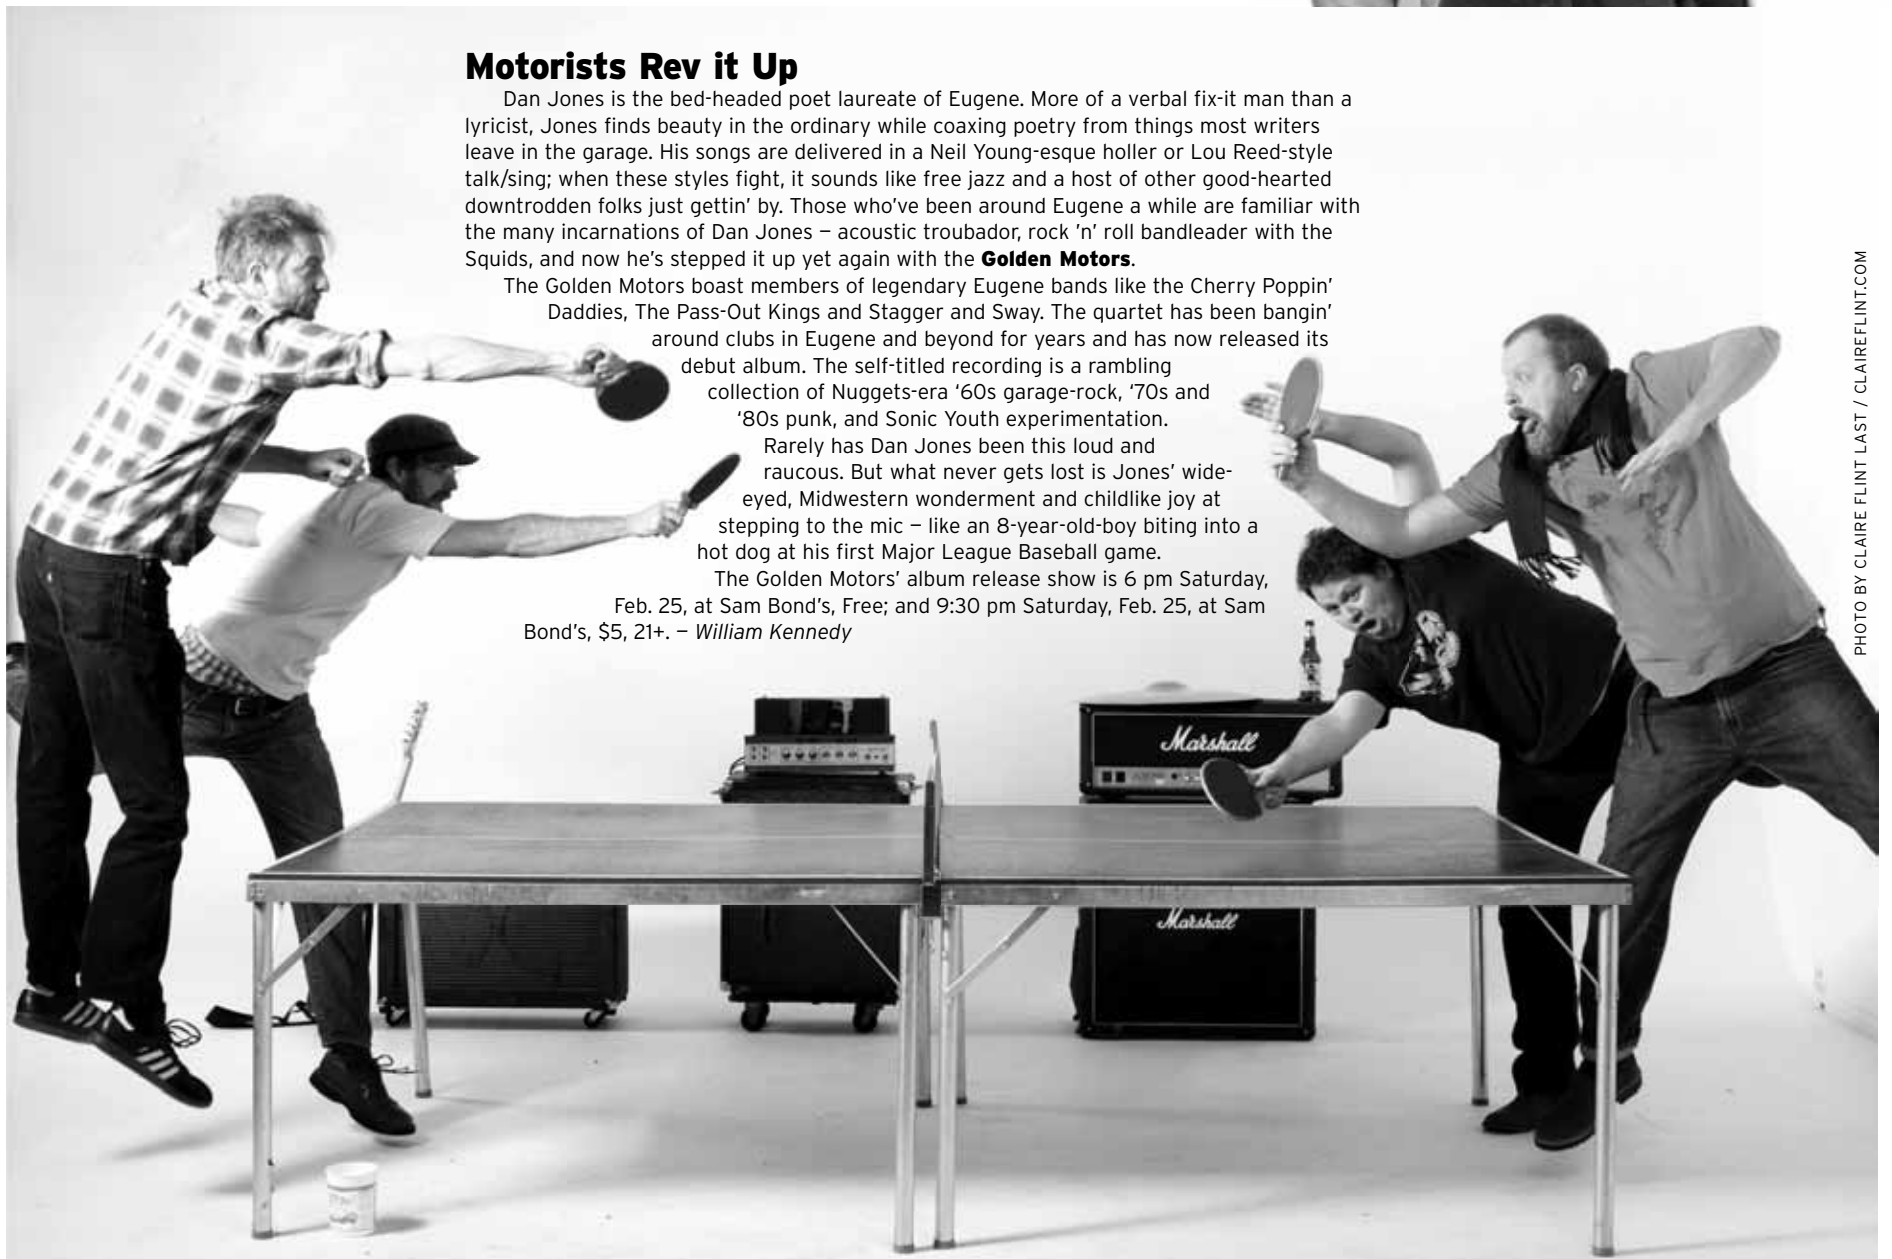 Motorists Rev it Up
Dan Jones is the bed-headed poet laureate of Eugene. More of a verbal fix-it man than a
lyricist, Jones finds beauty in the ordinary while coaxing poetry from things most writers
leave in the garage. His songs are delivered in a Neil Young-esque holler or Lou Reed-style
talk/sing; when these styles fight, it sounds like free jazz and a host of other good-hearted
downtrodden folks just gettin’ by. Those who’ve been around Eugene a while are familiar with
the many incarnations of Dan Jones — acoustic troubador, rock ’n’ roll bandleader with the
Squids, and now he’s stepped it up yet again with the Golden Motors.
The Golden Motors boast members of legendary Eugene bands like the Cherry Poppin’
Daddies, The Pass-Out Kings and Stagger and Sway. The quartet has been bangin’
around clubs in Eugene and beyond for years and has now released its
debut album. The self-titled recording is a rambling
collection of Nuggets-era ‘60s garage-rock, ‘70s and
‘80s punk, and Sonic Youth experimentation.
Rarely has Dan Jones been this loud and
raucous. But what never gets lost is Jones’ wide-
eyed, Midwestern wonderment and childlike joy at
stepping to the mic — like an 8-year-old-boy biting into a
hot dog at his first Major League Baseball game.
The Golden Motors’ album release show is 6 pm Saturday,
Feb. 25, at Sam Bond’s, Free; and 9:30 pm Saturday, Feb. 25, at Sam
Bond’s, $5, 21+. — William Kennedy
PHOTO BY CLAIRE FLINT LAST / CLAIREFLINT.COM
Marshall
Marshall